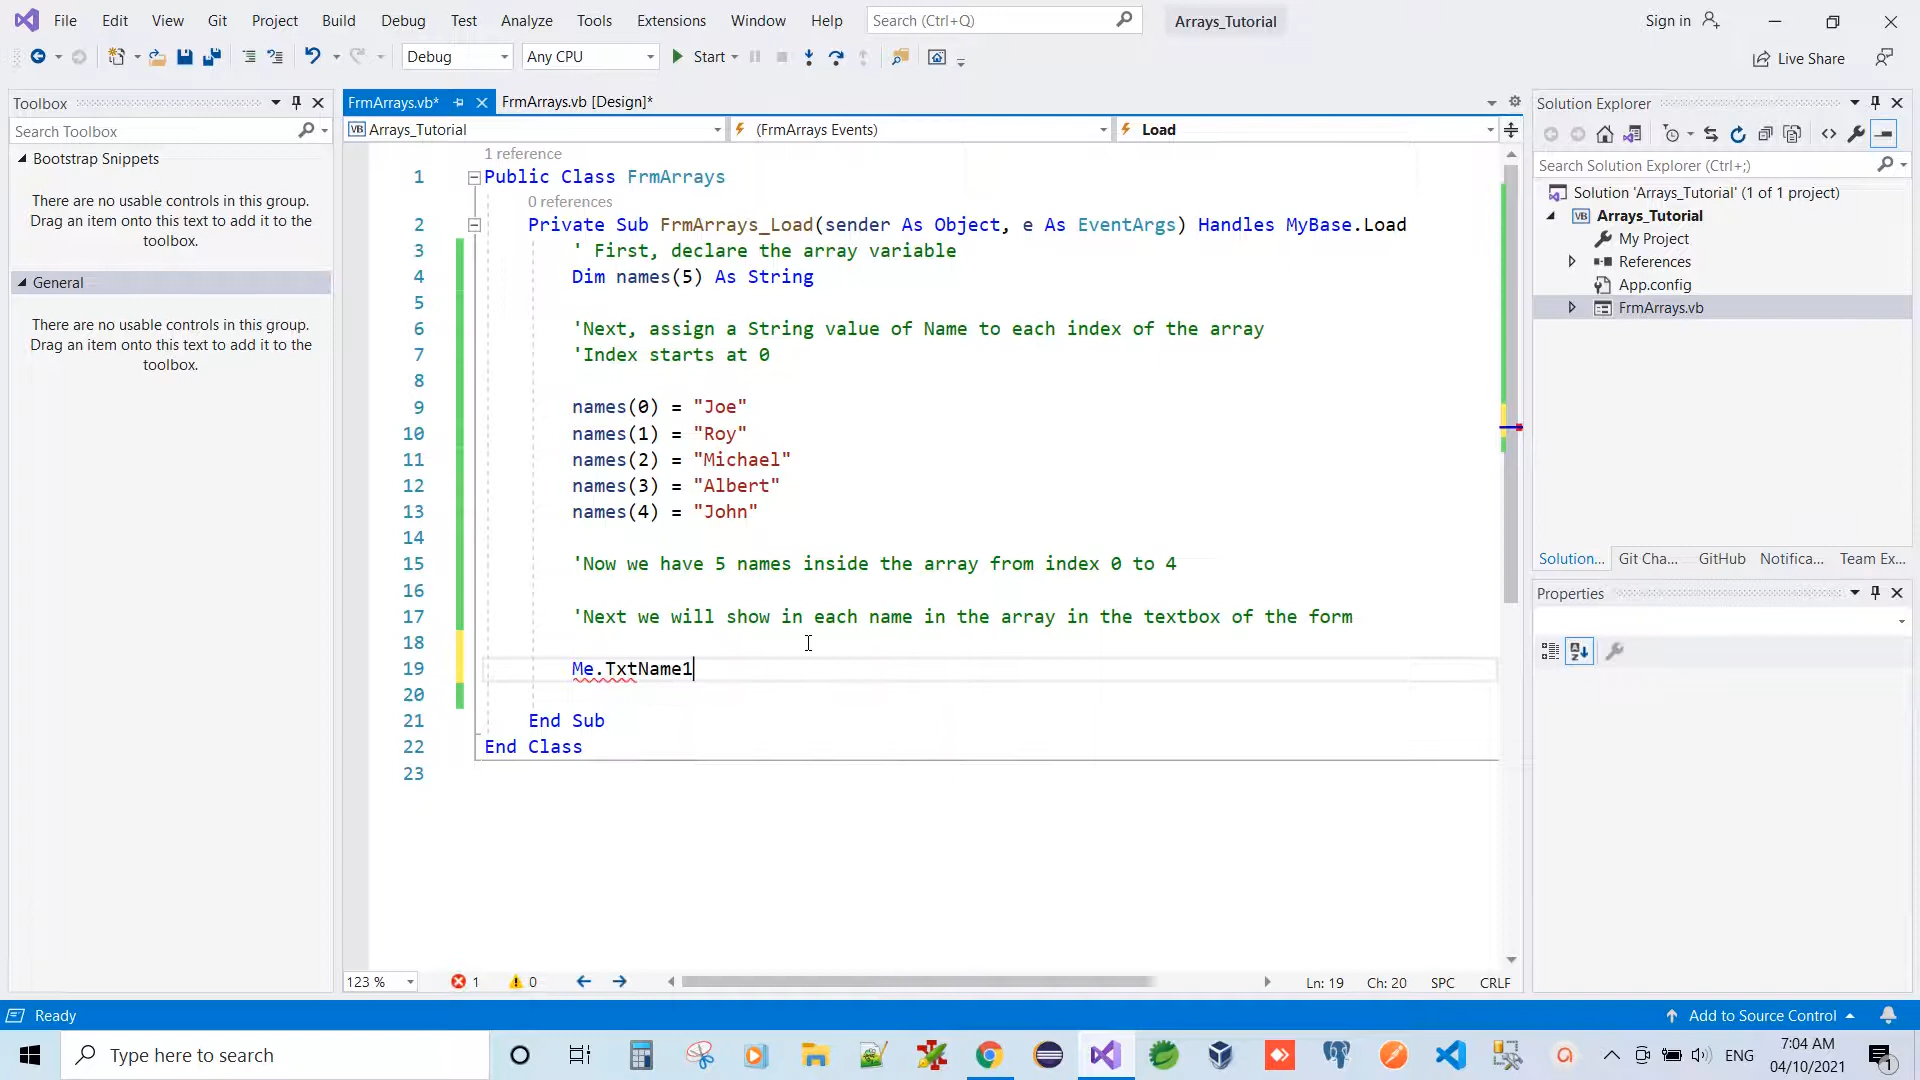 File Edit View Git Project Build Debug Test Analyze Tools Extensions Window Help Search (Ctrl+Q) Arrays_Tutorial Sign in
Debug Any CPU Start Live Share
Toolbox
Search Toolbox
Bootstrap Snippets
There are no usable controls in this group.
Drag an item onto this text to add it to the
toolbox.
General
There are no usable controls in this group.
Drag an item onto this text to add it to the
toolbox.
FrmArrays.vb* FrmArrays.vb [Design]*
VB Arrays_Tutorial (FrmArrays Events) Load
1 reference
1 Public Class FrmArrays
0 references
2 Private Sub FrmArrays_Load(sender As Object, e As EventArgs) Handles MyBase.Load
3 ' First, declare the array variable
4 Dim names(5) As String
5
6 'Next, assign a String value of Name to each index of the array
7 'Index starts at 0
8
9 names(0) = "Joe"
10 names(1) = "Roy"
11 names(2) = "Michael"
12 names(3) = "Albert"
13 names(4) = "John"
14
15 'Now we have 5 names inside the array from index 0 to 4
16
17 'Next we will show in each name in the array in the textbox of the form
18
19 Me.TxtName1
20
21 End Sub
22 End Class
23
123 % 1 0 Ln: 19 Ch: 20 SPC CRLF
Solution Explorer
Search Solution Explorer (Ctrl+;)
Solution 'Arrays_Tutorial' (1 of 1 project)
VB Arrays_Tutorial
My Project
References
App.config
FrmArrays.vb
Solution... Git Cha... GitHub Notifica... Team Ex...
Properties
Ready Add to Source Control
Type here to search ENG 7:04 AM
04/10/2021 1